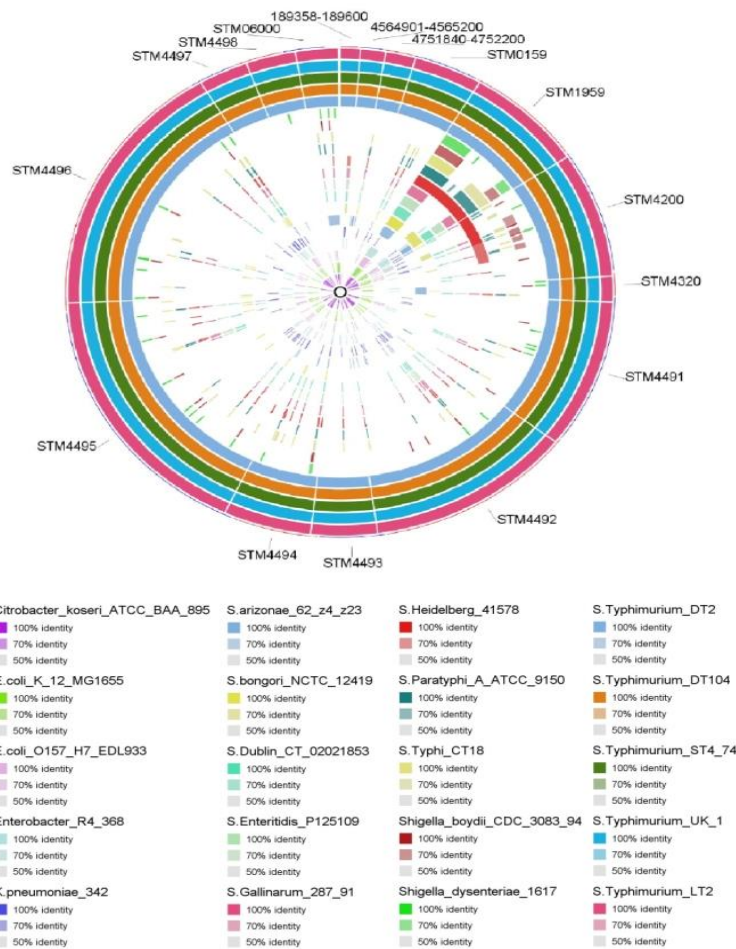 189358-189600
STM06000
4564901-4565200
STM4498
4751840-4752200
STM4497
STM0159
STM1959
STM4496
STM4200
STM4320
STM4491
STM4495
STM4492
STM4494
STM4493
Citrobacter_koseri_ATCC_BAA_895 S.arizonae_62_z4_z23 S.Heidelberg_41578 S.Typhimurium_DT2
100% identity 100% identity 100% identity 100% identity
70% identity 70% identity 70% identity 70% identity
50% identity 50% identity 50% identity 50% identity
E.coli_K_12_MG1655 S.bongori_NCTC_12419 S.Paratyphi_A_ATCC_9150 S.Typhimurium_DT104
100% identity 100% identity 100% identity 100% identity
70% identity 70% identity 70% identity 70% identity
50% identity 50% identity 50% identity 50% identity
E.coli_O157_H7_EDL933 S.Dublin_CT_02021853 S.Typhi_CT18 S.Typhimurium_ST4_74
100% identity 100% identity 100% identity 100% identity
70% identity 70% identity 70% identity 70% identity
50% identity 50% identity 50% identity 50% identity
Enterobacter_R4_368 S.Enteritidis_P125109 Shigella_boydii_CDC_3083_94 S.Typhimurium_UK_1
100% identity 100% identity 100% identity 100% identity
70% identity 70% identity 70% identity 70% identity
50% identity 50% identity 50% identity 50% identity
K.pneumoniae_342 S.Gallinarum_287_91 Shigella_dysenteriae_1617 S.Typhimurium_LT2
100% identity 100% identity 100% identity 100% identity
70% identity 70% identity 70% identity 70% identity
50% identity 50% identity 50% identity 50% identity